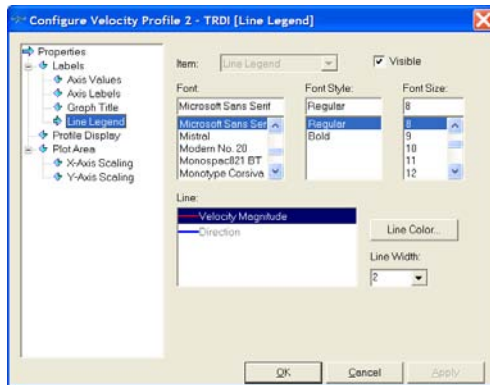 Configure Velocity Profile 2 - TRDI [Line Legend]
Properties
Labels
Axis Values
Axis Labels
Graph Title
Line Legend
Profile Display
Plot Area
X-Axis Scaling
Y-Axis Scaling
Item: Line Legend Visible
Font: Font Style: Font Size:
Microsoft Sans Serif Regular 8
Microsoft Sans Ser Regular 8
Mistral Bold 9
Modern No. 20 10
Monospac821 BT 11
Monotype Corsiva 12
Line:
Velocity Magnitude
Direction
Line Color...
Line Width:
2
OK Cancel Apply